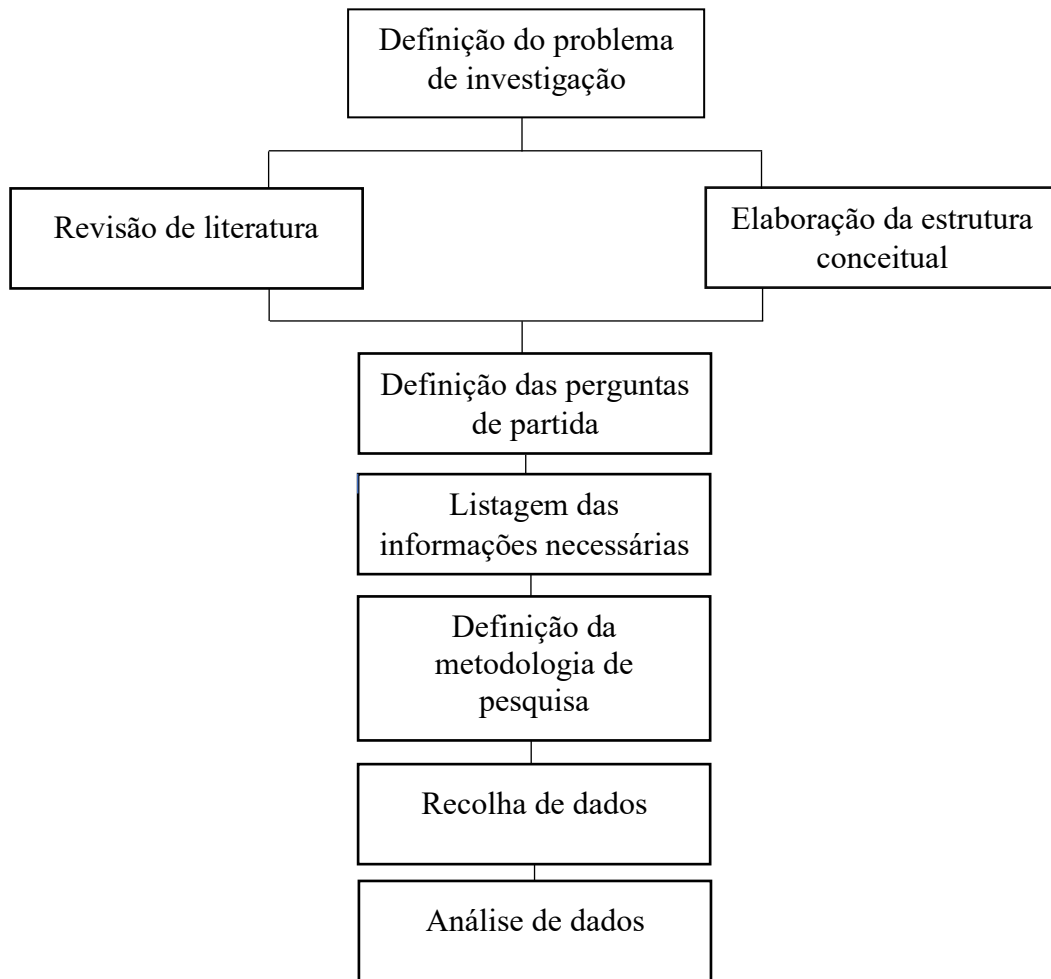 Definição do problema
de investigação
Revisão de literatura
Elaboração da estrutura
conceitual
Definição das perguntas
de partida
Listagem das
informações necessárias
Definição da
metodologia de
pesquisa
Recolha de dados
Análise de dados